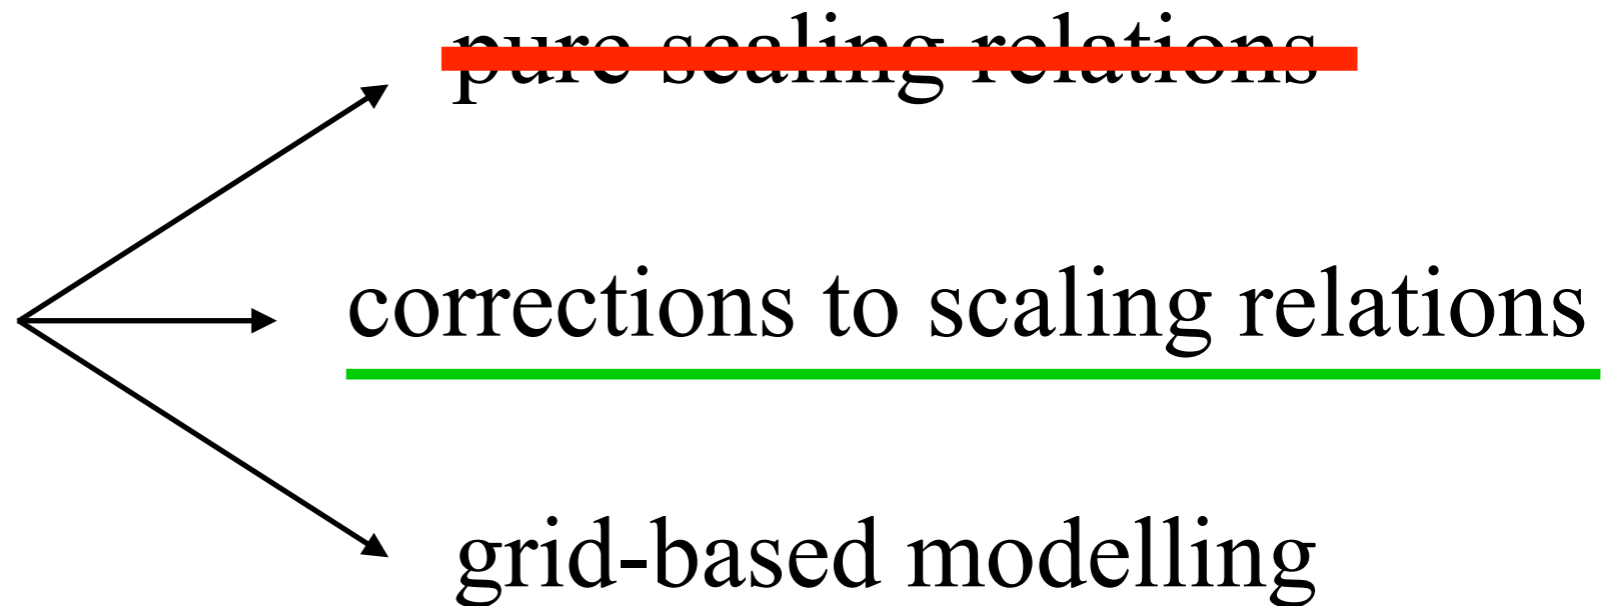 pure scaling relations
corrections to scaling relations
grid-based modelling